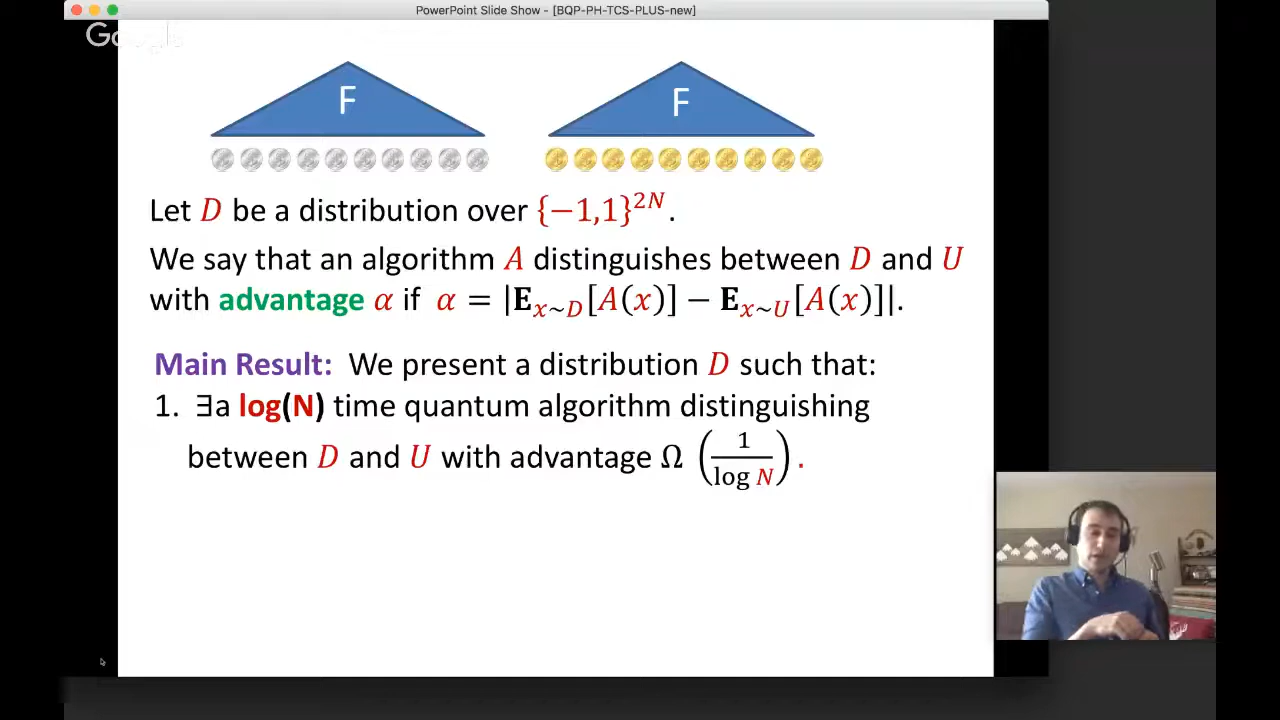 PowerPoint Slide Show - [BQP-PH-TCS-PLUS-new]
Google
F F
Let D be a distribution over {−1,1}^{2N}.
We say that an algorithm A distinguishes between D and U
with advantage α if α = |E_{x~D}[A(x)] − E_{x~U}[A(x)]|.
Main Result: We present a distribution D such that:
1. ∃a log(N) time quantum algorithm distinguishing
between D and U with advantage Ω(1/log N).